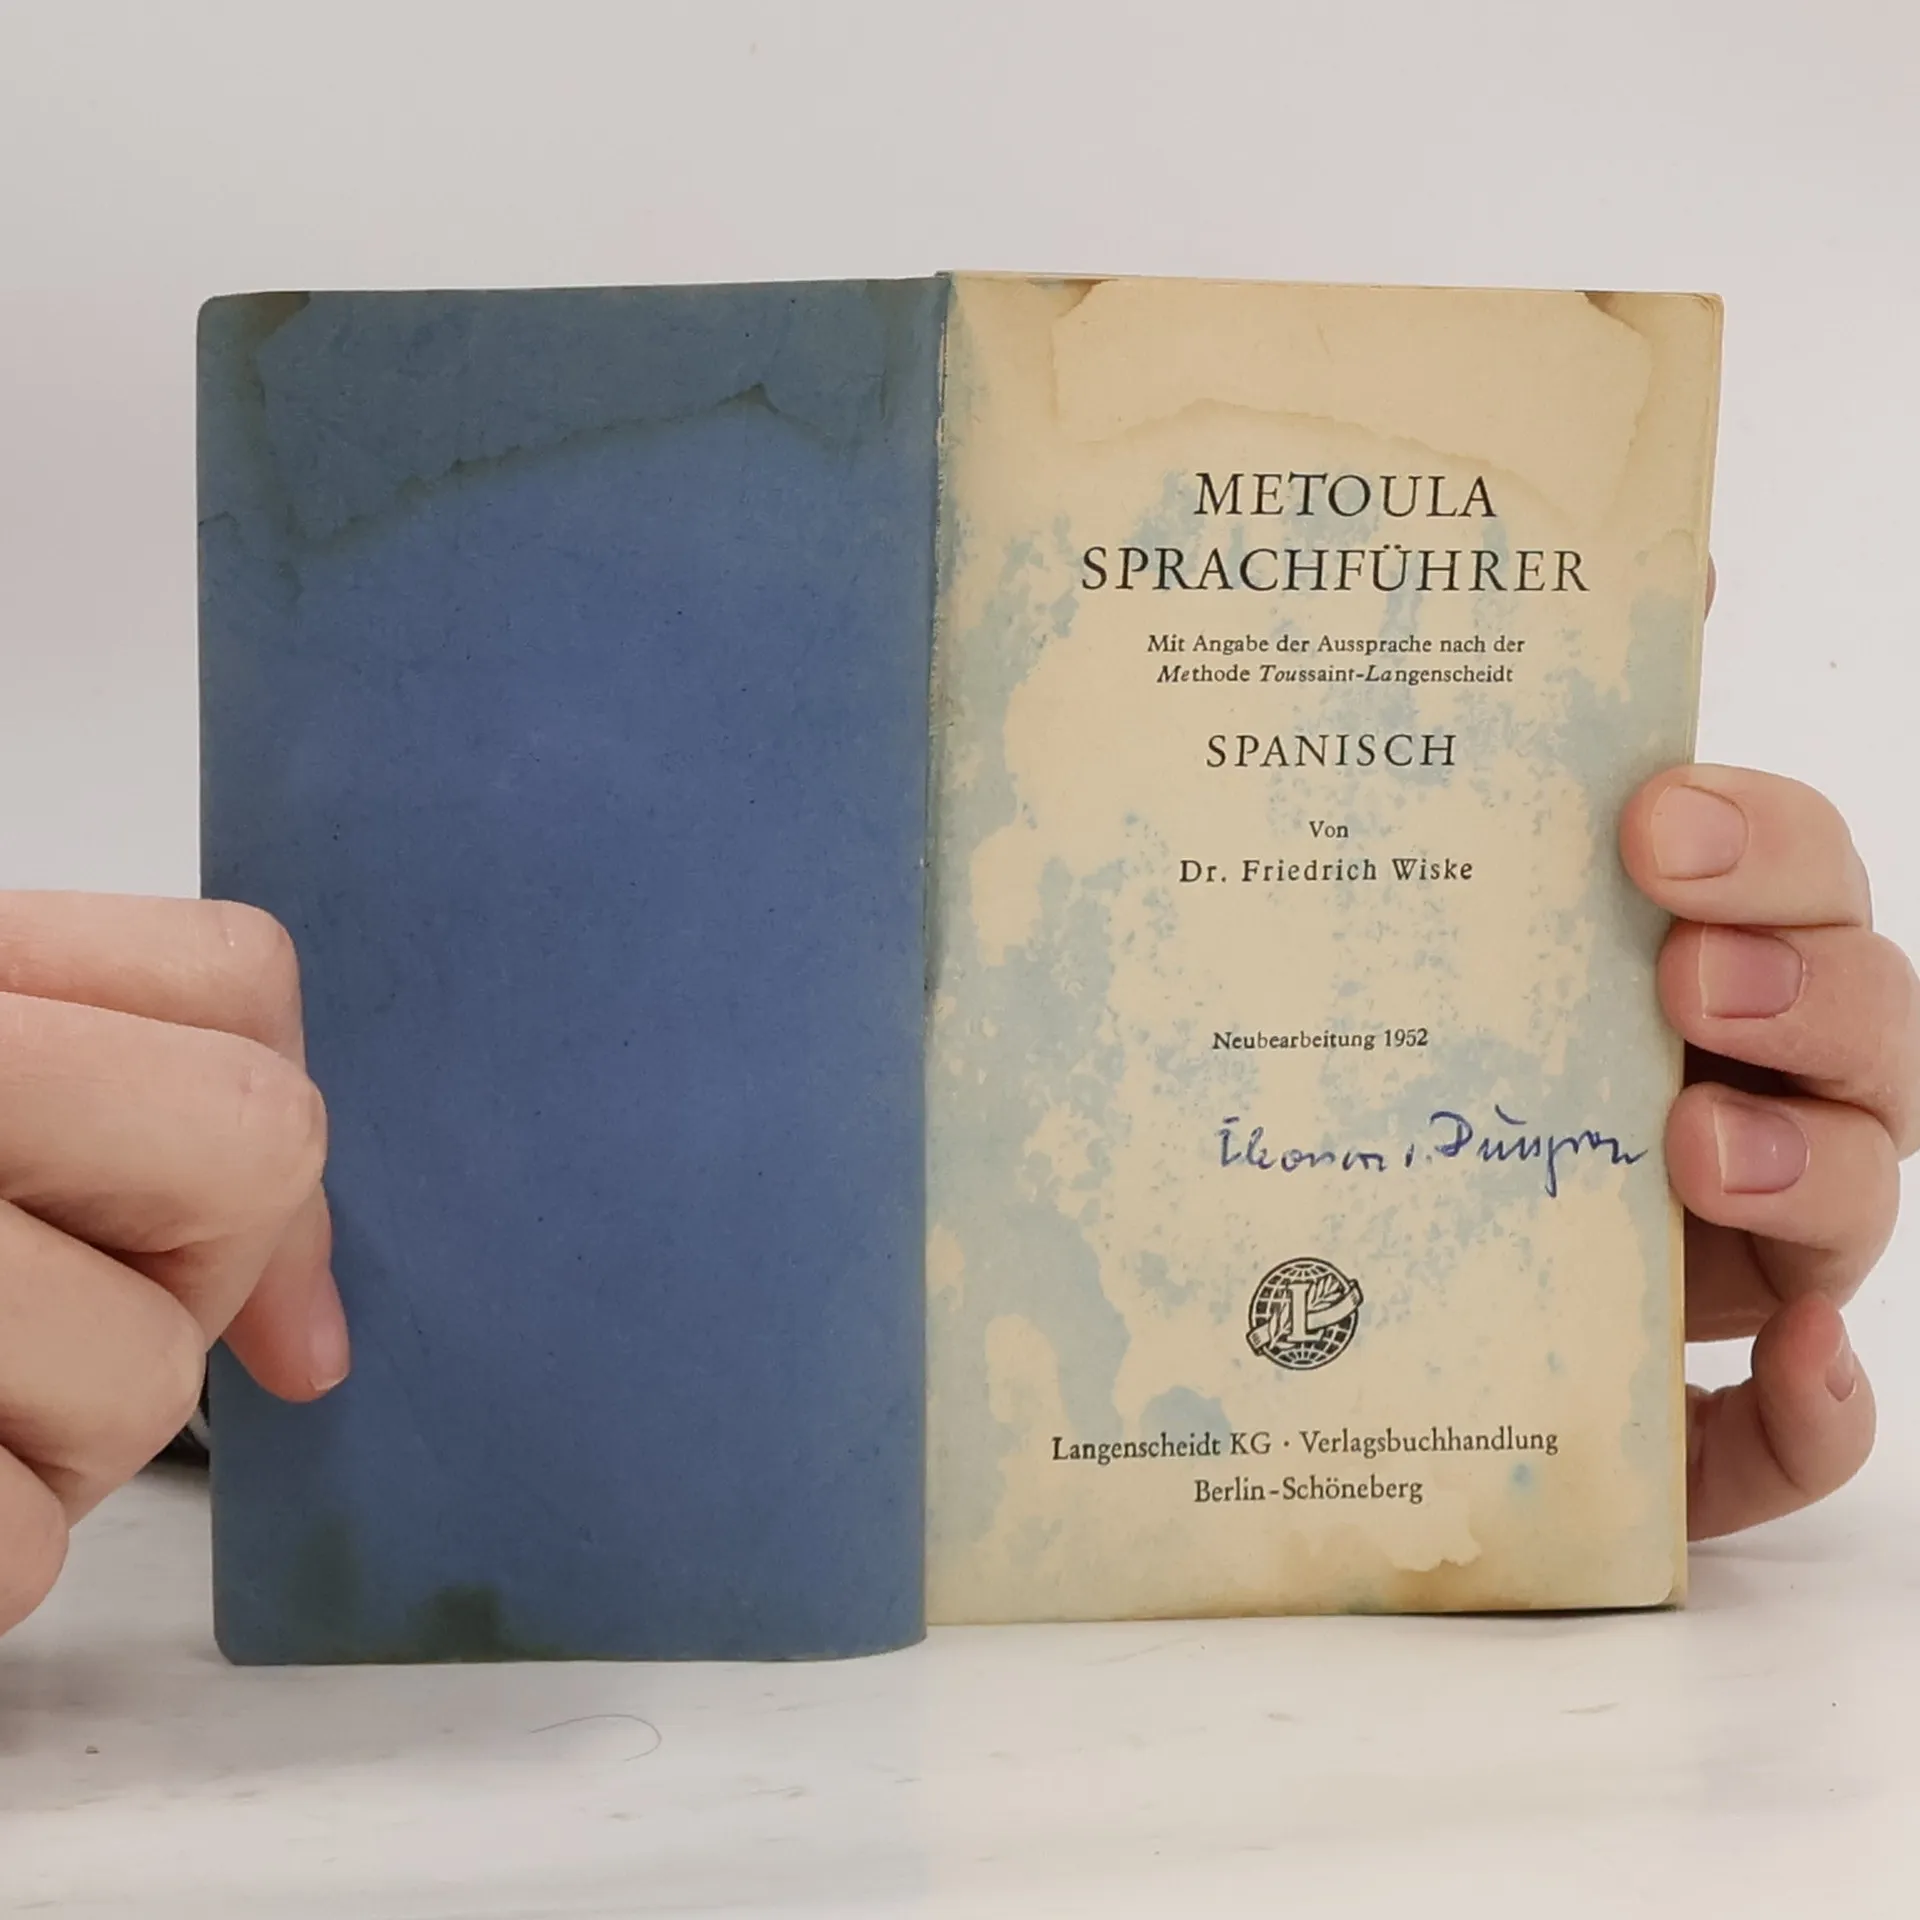 METOULA
SPRACHFÜHRER
Mit Angabe der Aussprache nach der
Methode Toussaint-Langenscheidt
SPANISCH
Von
Dr. Friedrich Wiske
Neubearbeitung 1952
L
Langenscheidt KG · Verlagsbuchhandlung
Berlin-Schöneberg